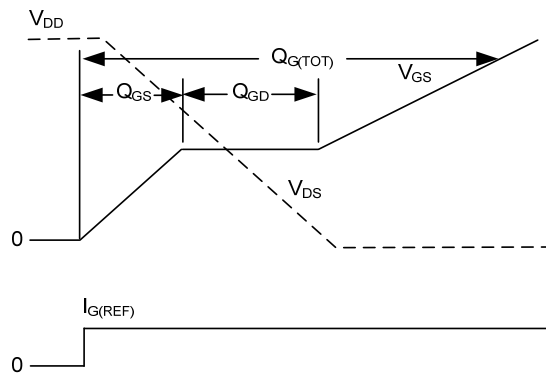 VDD
QG(TOT)
VGS
QGS
QGD
VDS
0
IG(REF)
0